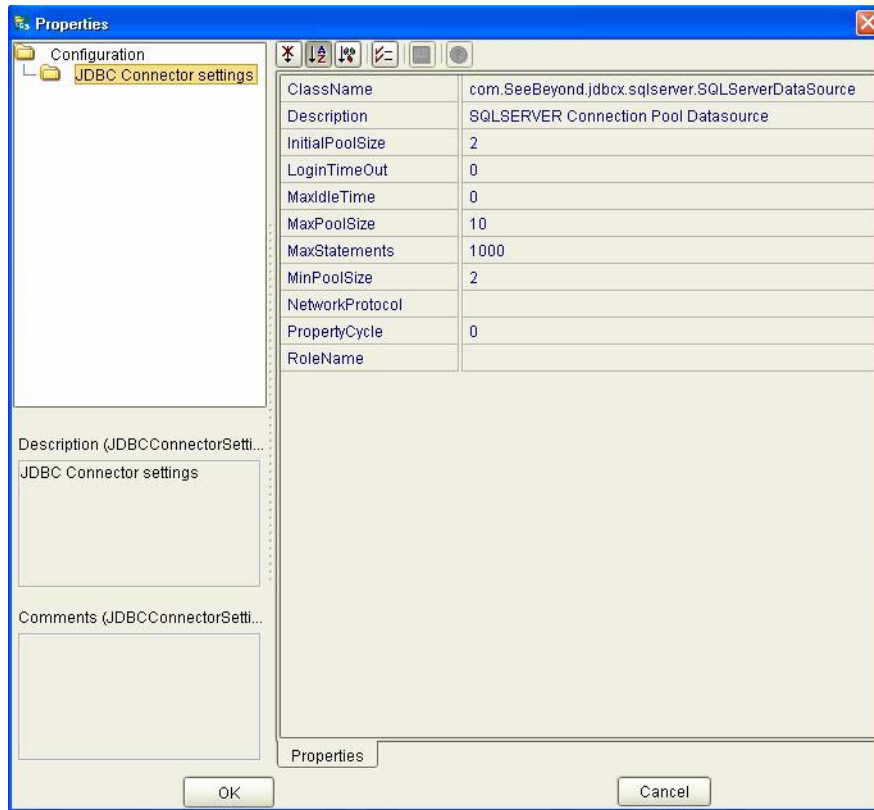 Properties
Configuration
JDBC Connector settings
ClassName com.SeeBeyond.jdbcx.sqlserver.SQLServerDataSource
Description SQLSERVER Connection Pool Datasource
InitialPoolSize 2
LoginTimeOut 0
MaxIdleTime 0
MaxPoolSize 10
MaxStatements 1000
MinPoolSize 2
NetworkProtocol
PropertyCycle 0
RoleName
Description (JDBCConnectorSetti...
JDBC Connector settings
Comments (JDBCConnectorSetti...
Properties
OK Cancel